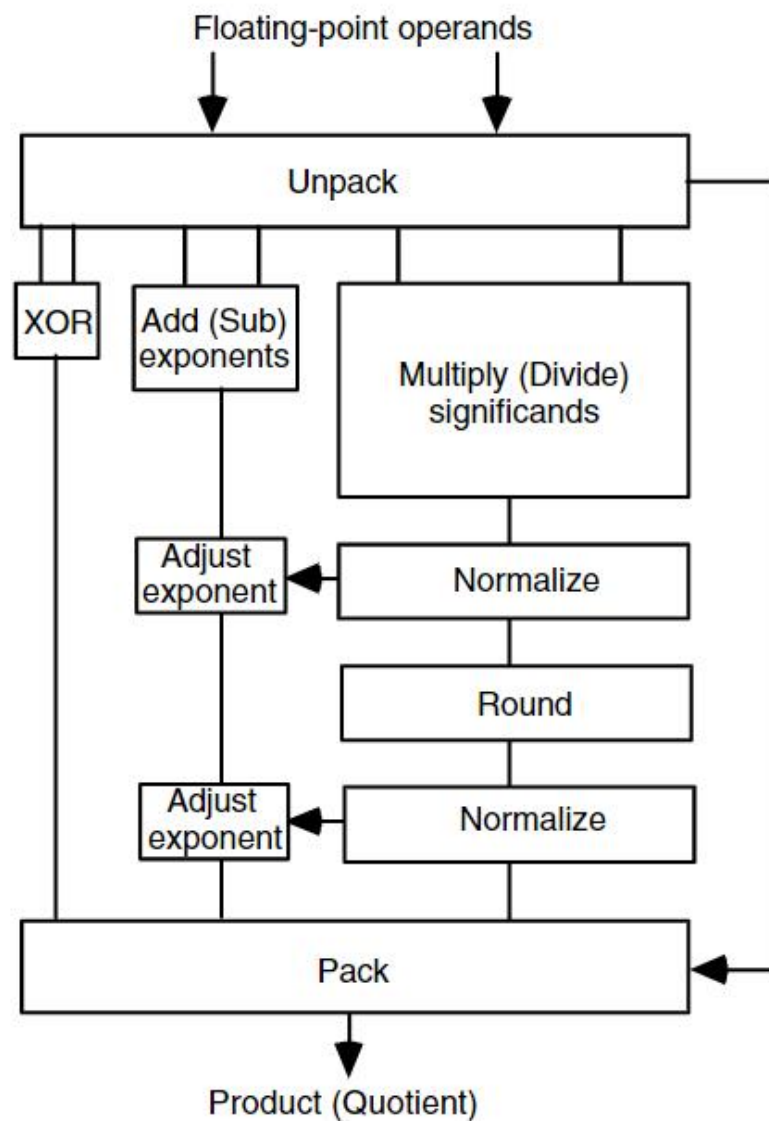 Floating-point operands
Unpack
XOR
Add (Sub)
exponents
Multiply (Divide)
significands
Adjust
exponent
Normalize
Round
Adjust
exponent
Normalize
Pack
Product (Quotient)